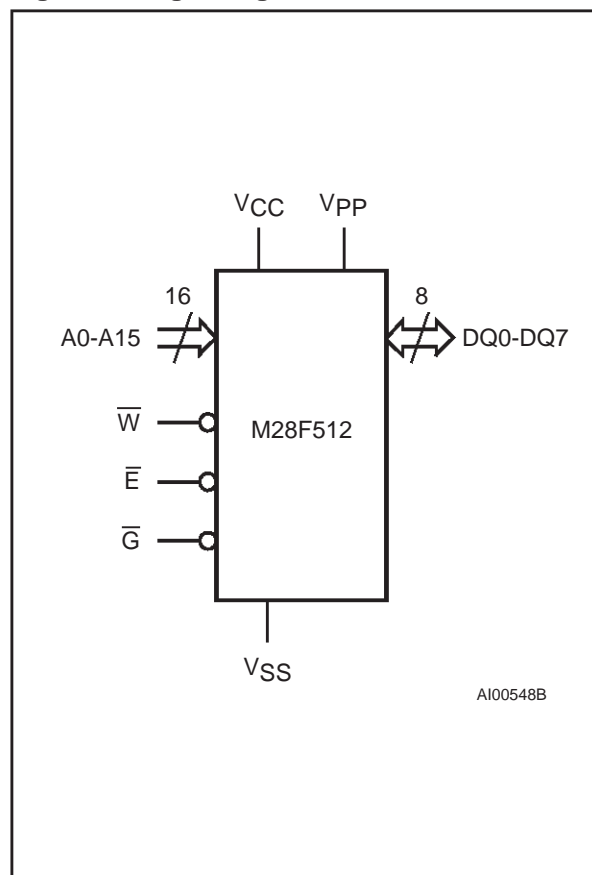 VCC VPP
16 8
A0-A15 DQ0-DQ7
W̅
M28F512
E̅
G̅
VSS
AI00548B